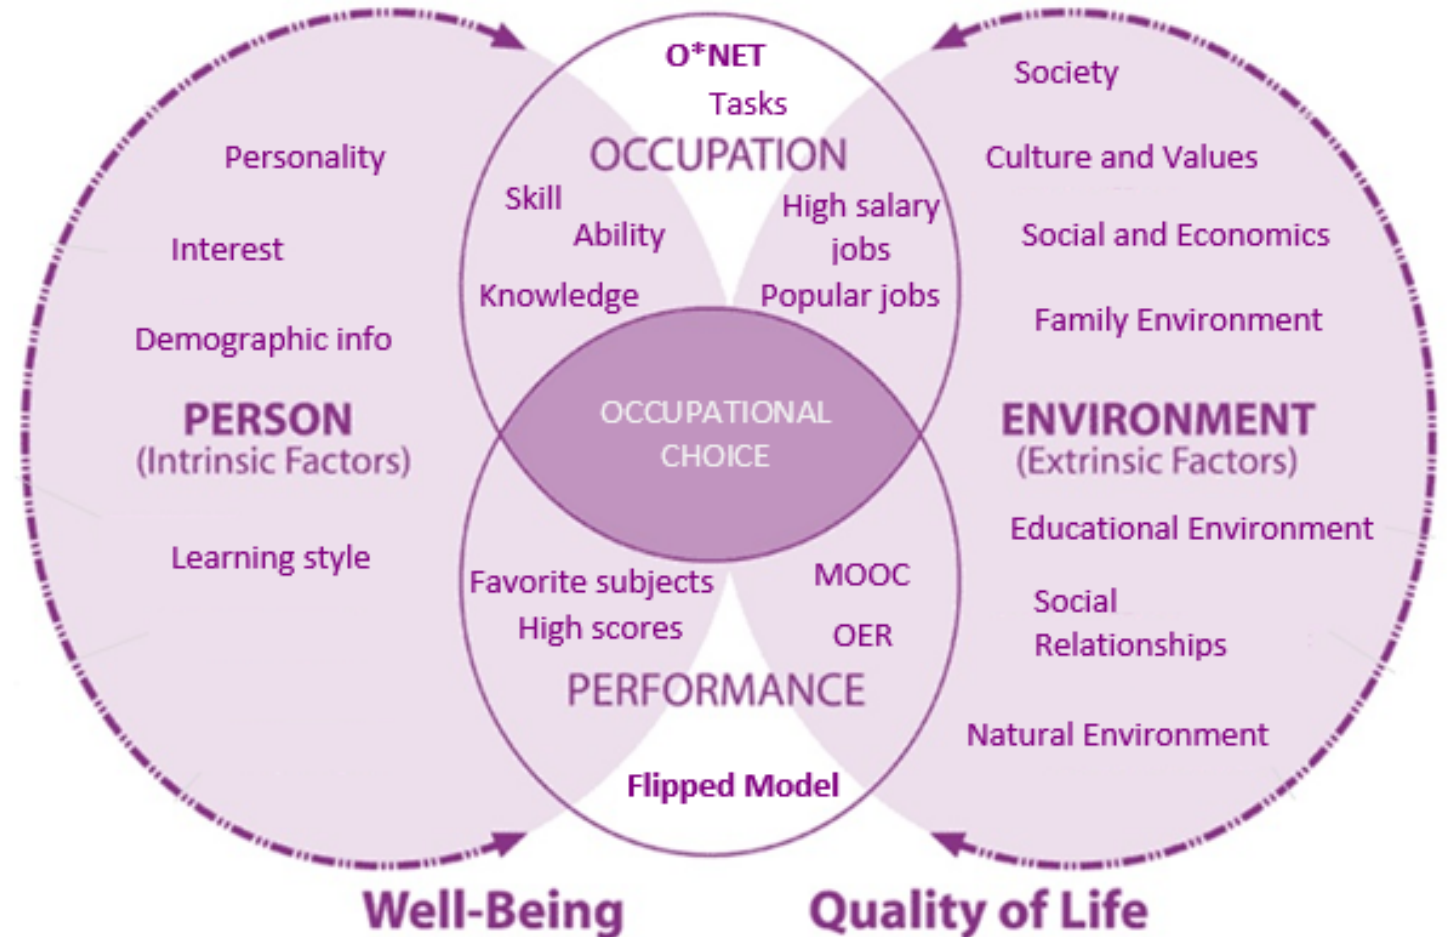 O*NET
Tasks
OCCUPATION
Skill
Ability
Knowledge
High salary
jobs
Popular jobs
Personality
Interest
Demographic info
PERSON
(Intrinsic Factors)
Learning style
OCCUPATIONAL
CHOICE
Society
Culture and Values
Social and Economics
Family Environment
ENVIRONMENT
(Extrinsic Factors)
Educational Environment
Social
Relationships
Natural Environment
Favorite subjects
High scores
MOOC
OER
PERFORMANCE
Flipped Model
Well-Being
Quality of Life